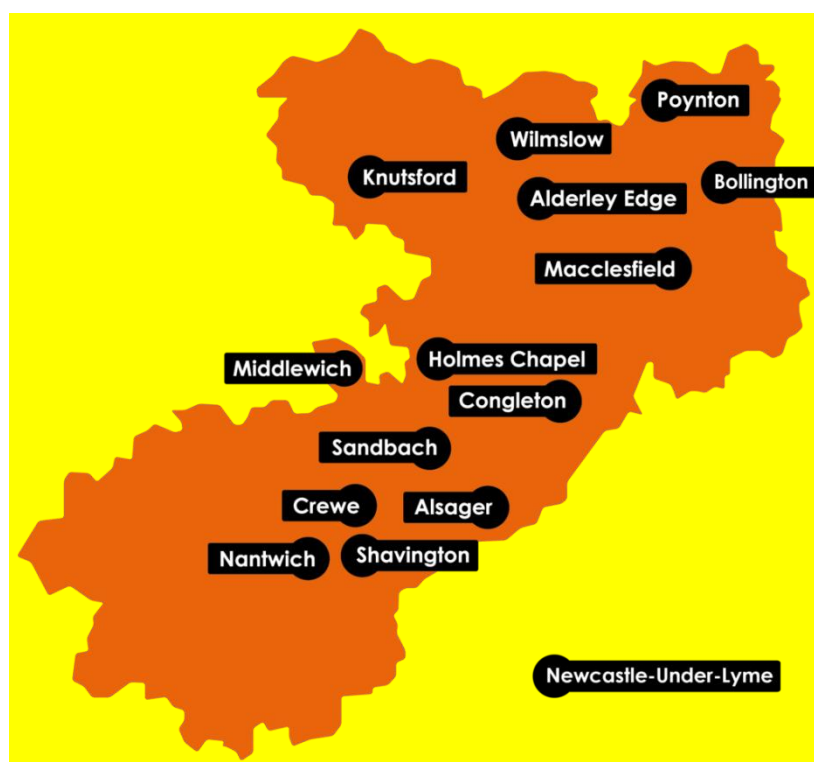 Poynton
Wilmslow
Knutsford
Bollington
Alderley Edge
Macclesfield
Holmes Chapel
Middlewich
Congleton
Sandbach
Crewe
Alsager
Nantwich
Shavington
Newcastle-Under-Lyme